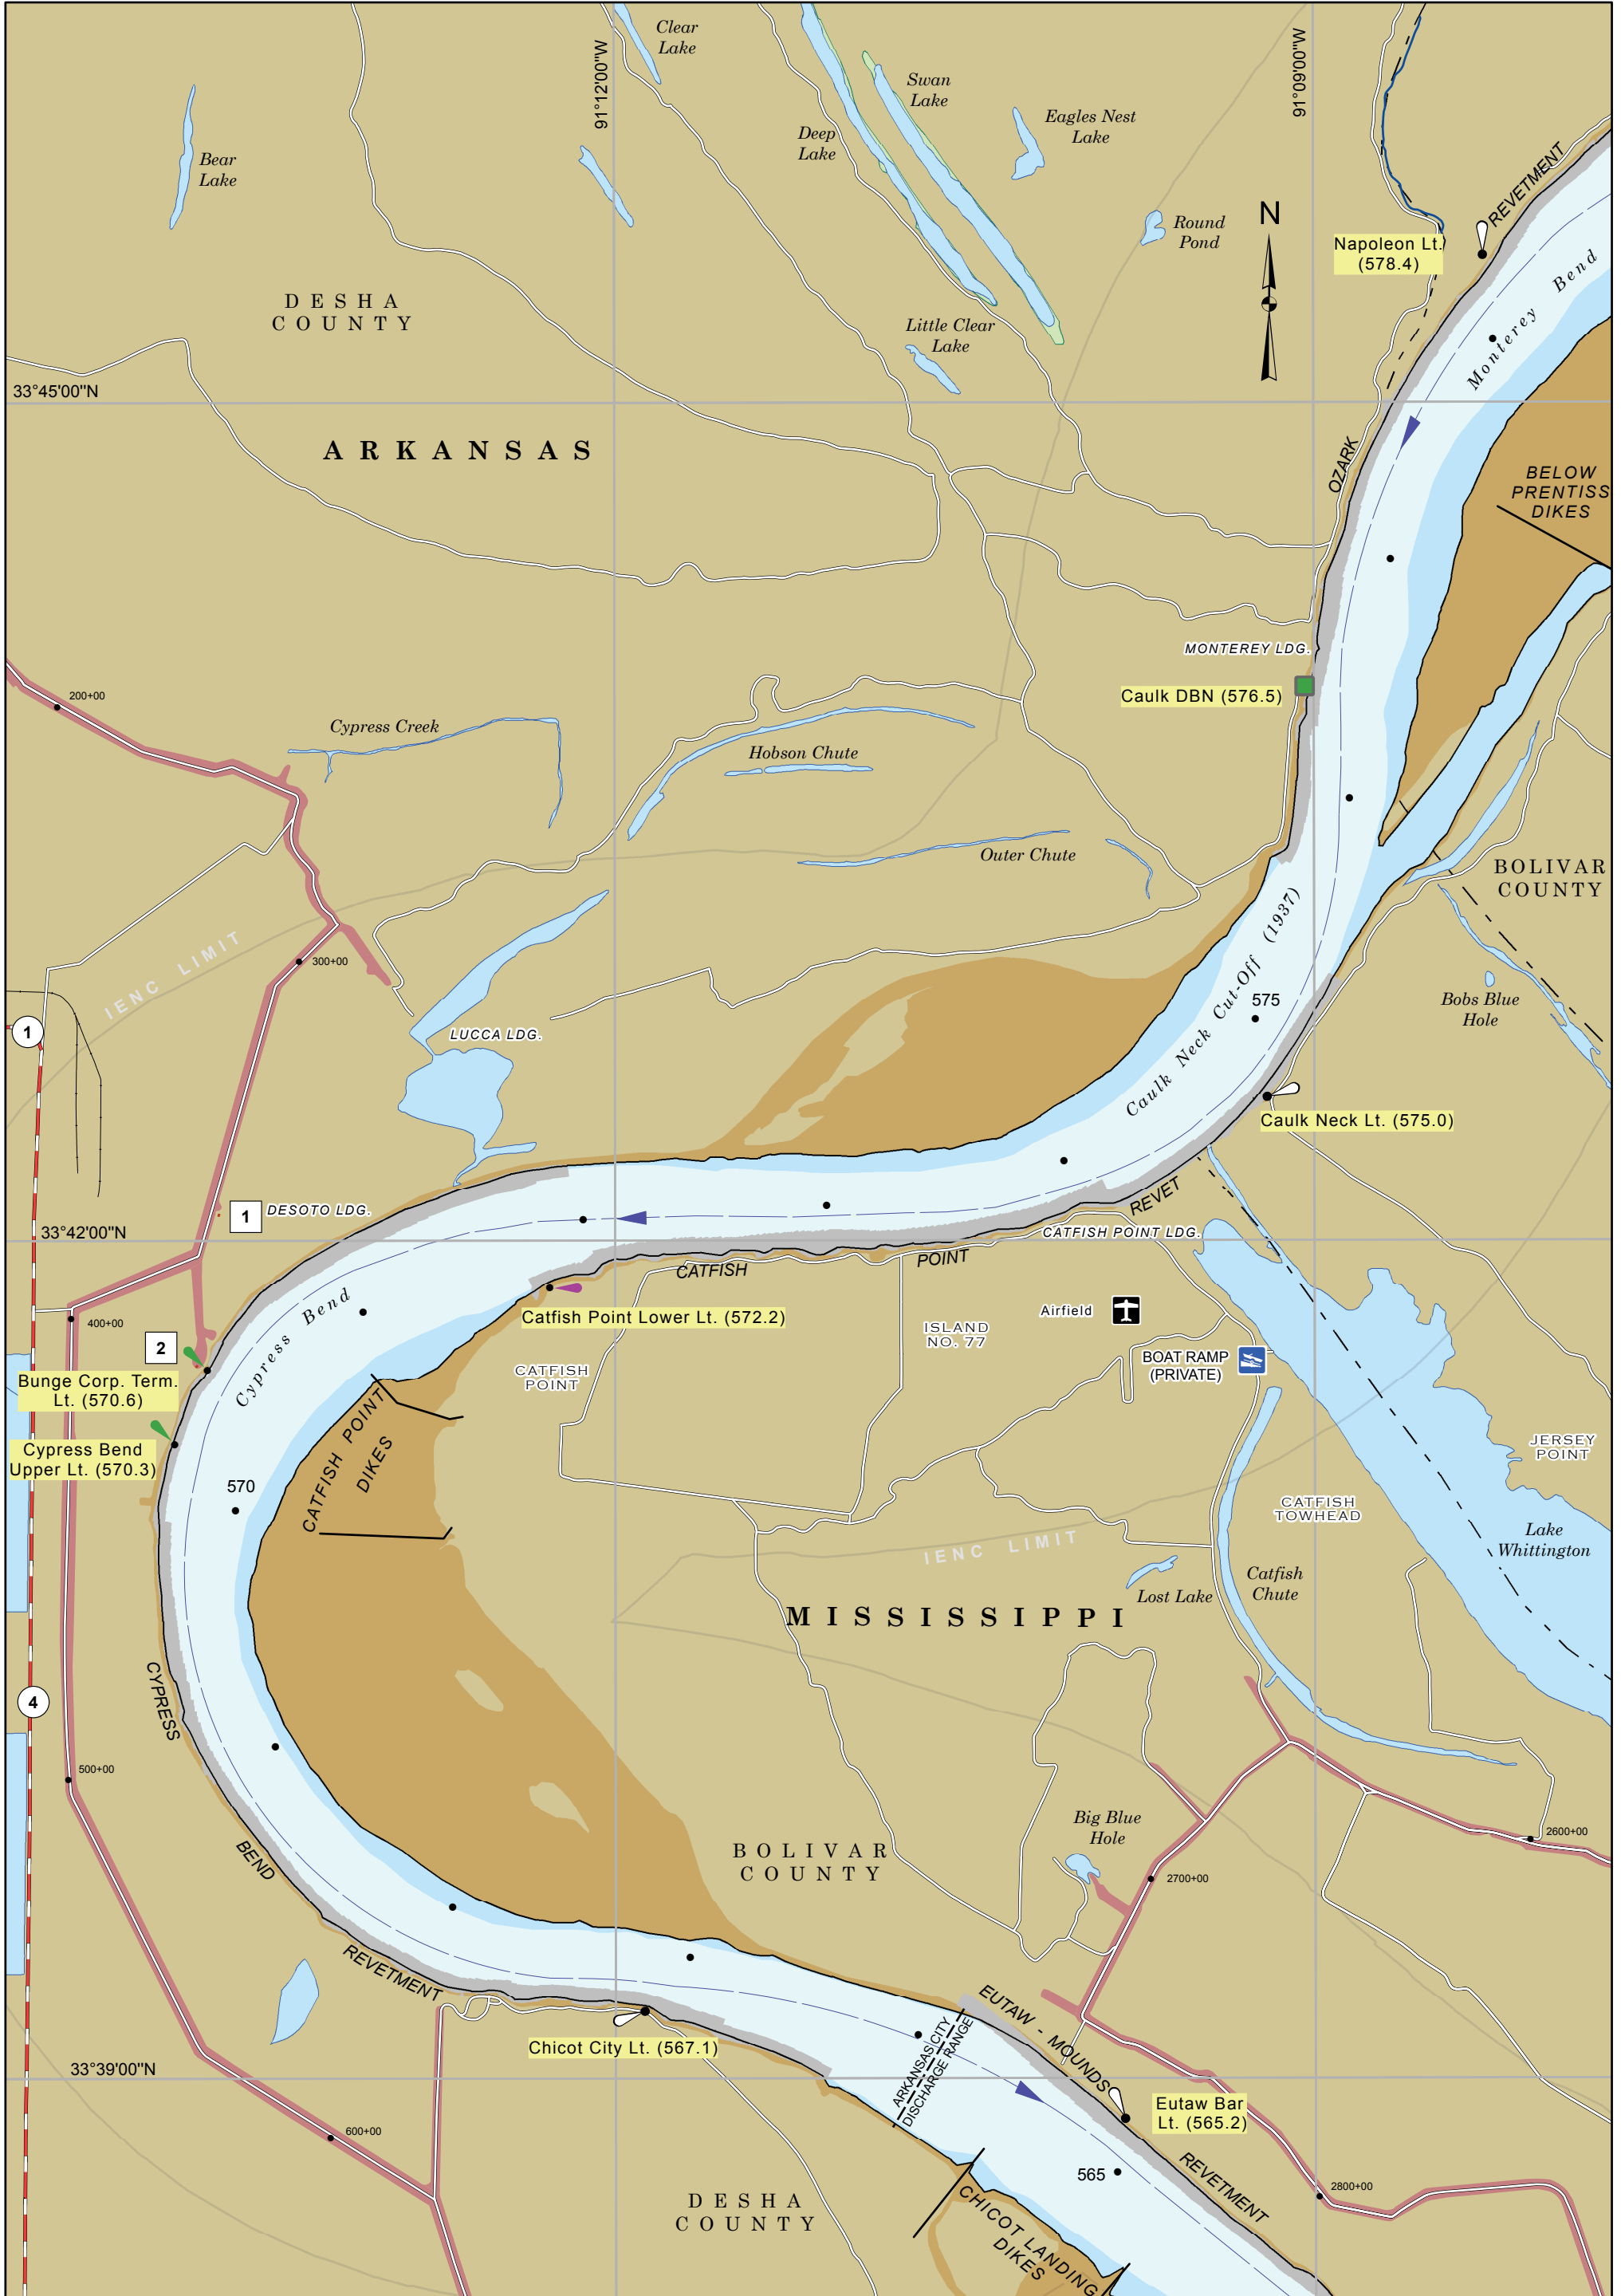 Clear
Lake
91°12'00"W
91°09'00"W
Swan
Lake
Deep
Lake
Eagles Nest
Lake
Bear
Lake
REVETMENT
N
Round
Pond
Napoleon Lt.
(578.4)
Monterey Bend
DESHA
COUNTY
Little Clear
Lake
33°45'00"N
ARKANSAS
OZARK
BELOW
PRENTISS
DIKES
MONTEREY LDG.
Caulk DBN (576.5)
200+00
Cypress Creek
Hobson Chute
Outer Chute
BOLIVAR
COUNTY
Caulk Neck Cut-Off (1937)
IENC LIMIT
300+00
575
Bobs Blue
Hole
1
LUCCA LDG.
Caulk Neck Lt. (575.0)
REVET
1
DESOTO LDG.
33°42'00"N
CATFISH POINT LDG.
POINT
CATFISH
Catfish Point Lower Lt. (572.2)
Airfield
400+00
Cypress Bend
ISLAND
NO. 77
2
BOAT RAMP
(PRIVATE)
CATFISH
POINT
Bunge Corp. Term.
Lt. (570.6)
CATFISH POINT
DIKES
Cypress Bend
Upper Lt. (570.3)
JERSEY
POINT
570
CATFISH
TOWHEAD
IENC LIMIT
Lake
Whittington
Catfish
Chute
Lost Lake
MISSISSIPPI
CYPRESS
4
500+00
Big Blue
Hole
2600+00
BEND
BOLIVAR
COUNTY
2700+00
REVETMENT
EUTAW - MOUNDS
ARKANSAS CITY
DISCHARGE RANGE
Chicot City Lt. (567.1)
33°39'00"N
Eutaw Bar
Lt. (565.2)
600+00
565
REVETMENT
2800+00
DESHA
COUNTY
CHICOT LANDING
DIKES